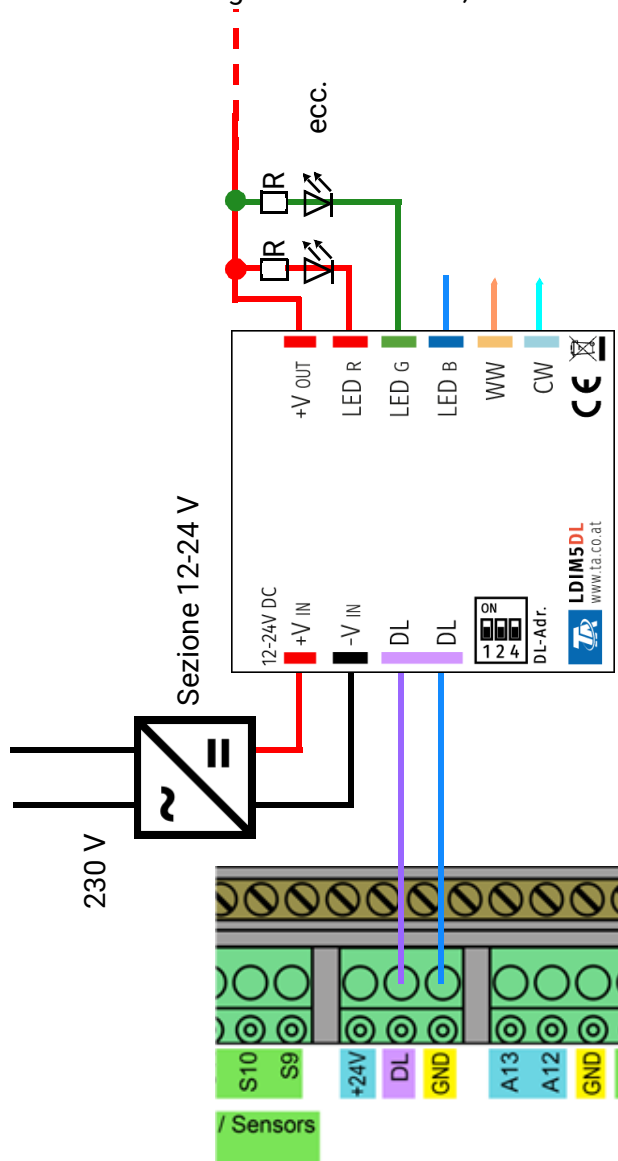 ecc.
R
R
+V OUT
LED R
LED G
LED B
WW
CW
CE
Sezione 12-24 V
12-24V DC
+V IN
-V IN
DL
DL
ON
1 2 4
DL-Adr.
TA
LDIM5DL
www.ta.co.at
230 V
S10
S9
+24V
DL
GND
A13
A12
GND
/ Sensors